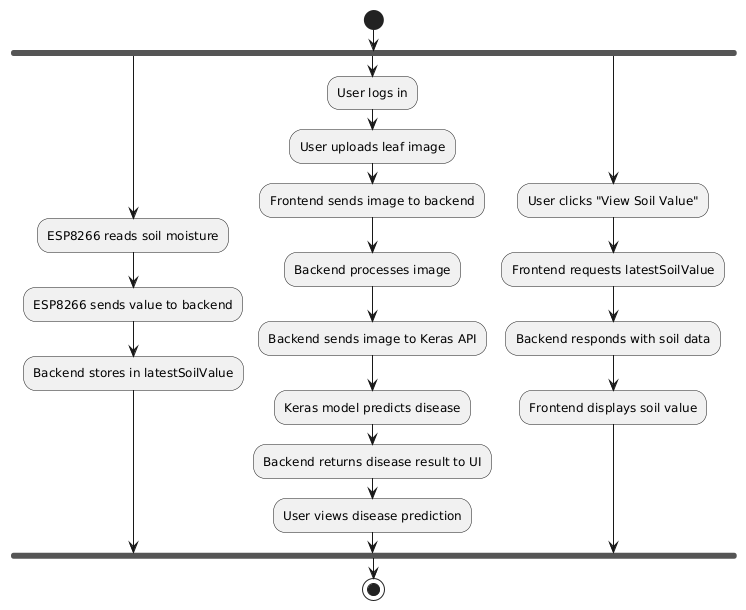 User logs in
User uploads leaf image
Frontend sends image to backend
Backend processes image
Backend sends image to Keras API
Keras model predicts disease
Backend returns disease result to UI
User views disease prediction
ESP8266 reads soil moisture
ESP8266 sends value to backend
Backend stores in latestSoilValue
User clicks "View Soil Value"
Frontend requests latestSoilValue
Backend responds with soil data
Frontend displays soil value